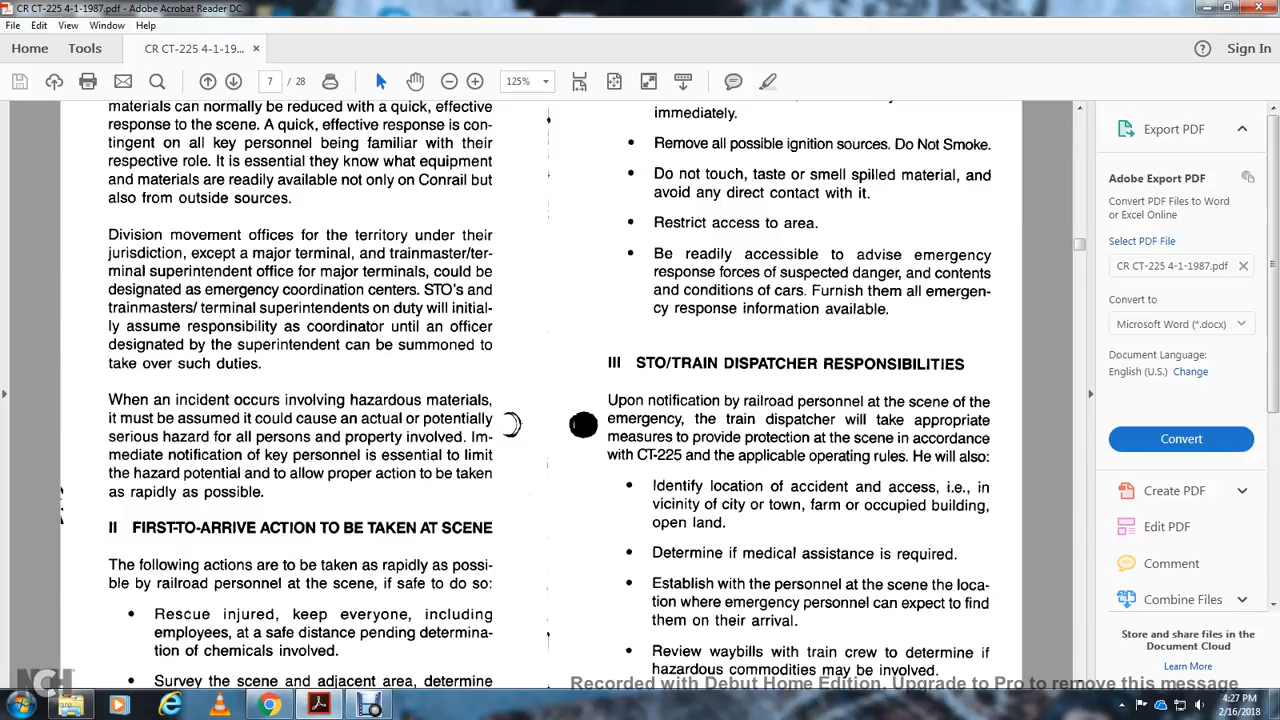 CR CT-225 4-1-1987.pdf - Adobe Acrobat Reader DC
File Edit View Window Help
Home Tools CR CT-225 4-1-19... × Sign In
7 / 28 125%
materials can normally be reduced with a quick, effective
response to the scene. A quick, effective response is con-
tingent on all key personnel being familiar with their
respective role. It is essential they know what equipment
and materials are readily available not only on Conrail but
also from outside sources.
Division movement offices for the territory under their
jurisdiction, except a major terminal, and trainmaster/ter-
minal superintendent office for major terminals, could be
designated as emergency coordination centers. STO's and
trainmasters/ terminal superintendents on duty will initial-
ly assume responsibility as coordinator until an officer
designated by the superintendent can be summoned to
take over such duties.
When an incident occurs involving hazardous materials,
it must be assumed it could cause an actual or potentially
serious hazard for all persons and property involved. Im-
mediate notification of key personnel is essential to limit
the hazard potential and to allow proper action to be taken
as rapidly as possible.
II FIRST-TO-ARRIVE ACTION TO BE TAKEN AT SCENE
The following actions are to be taken as rapidly as possi-
ble by railroad personnel at the scene, if safe to do so:
• Rescue injured, keep everyone, including
employees, at a safe distance pending determina-
tion of chemicals involved.
• Survey the scene and adjacent area, determine
immediately.
• Remove all possible ignition sources. Do Not Smoke.
• Do not touch, taste or smell spilled material, and
avoid any direct contact with it.
• Restrict access to area.
• Be readily accessible to advise emergency
response forces of suspected danger, and contents
and conditions of cars. Furnish them all emergen-
cy response information available.
III STO/TRAIN DISPATCHER RESPONSIBILITIES
Upon notification by railroad personnel at the scene of the
emergency, the train dispatcher will take appropriate
measures to provide protection at the scene in accordance
with CT-225 and the applicable operating rules. He will also:
• Identify location of accident and access, i.e., in
vicinity of city or town, farm or occupied building,
open land.
• Determine if medical assistance is required.
• Establish with the personnel at the scene the loca-
tion where emergency personnel can expect to find
them on their arrival.
• Review waybills with train crew to determine if
hazardous commodities may be involved.
Export PDF
Adobe Export PDF
Convert PDF Files to Word
or Excel Online
Select PDF File
CR CT-225 4-1-1987.pdf
Convert to
Microsoft Word (*.docx)
Document Language:
English (U.S.) Change
Convert
Create PDF
Edit PDF
Comment
Combine Files
Store and share files in the
Document Cloud
Learn More
Recorded with Debut Home Edition. Upgrade to Pro to remove this message
NCH
4:27 PM
2/16/2018